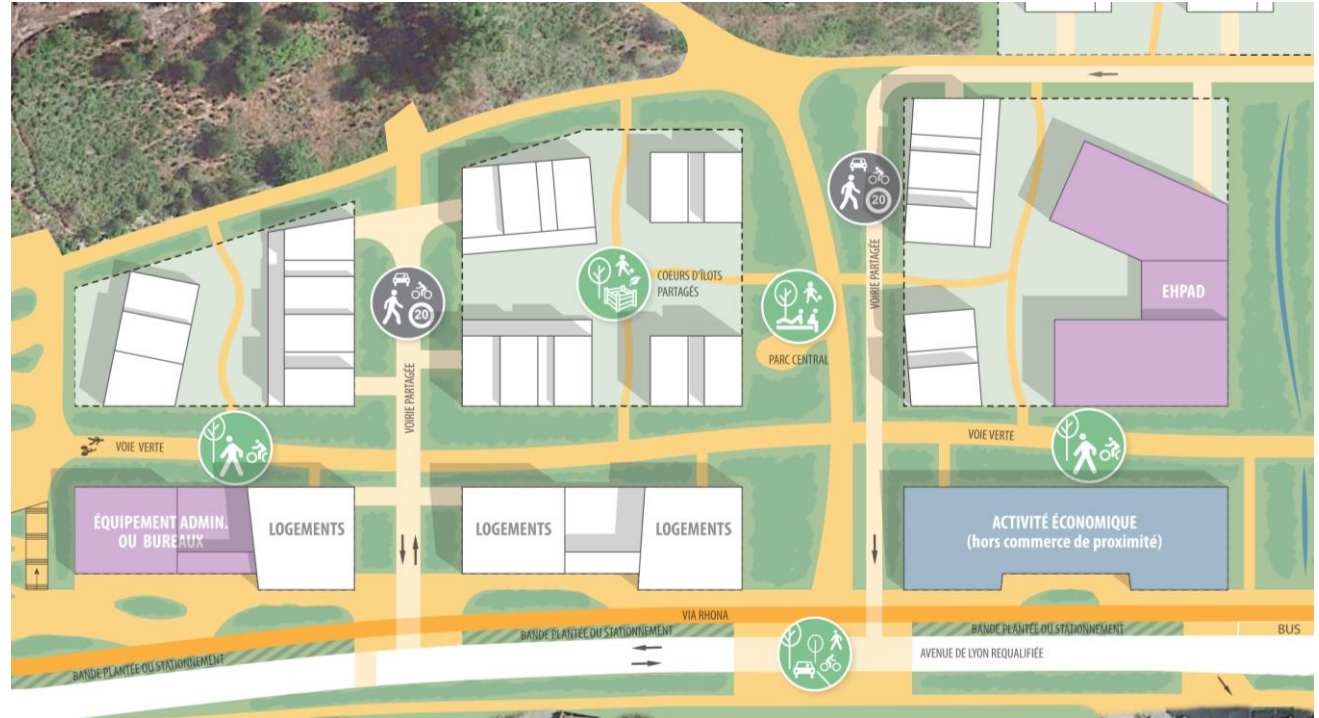 20
VOIRIE PARTAGÉE
COEURS D'ÎLOTS
PARTAGÉS
EHPAD
20
VOIRIE PARTAGÉE
PARC CENTRAL
VOIE VERTE
VOIE VERTE
ÉQUIPEMENT ADMIN.
OU BUREAUX
LOGEMENTS
LOGEMENTS
LOGEMENTS
ACTIVITÉ ÉCONOMIQUE
(hors commerce de proximité)
VIA RHONA
BANDE PLANTÉE OU STATIONNEMENT
BANDE PLANTÉE OU STATIONNEMENT
BUS
BANDE PLANTÉE OU STATIONNEMENT
AVENUE DE LYON REQUALIFIÉE